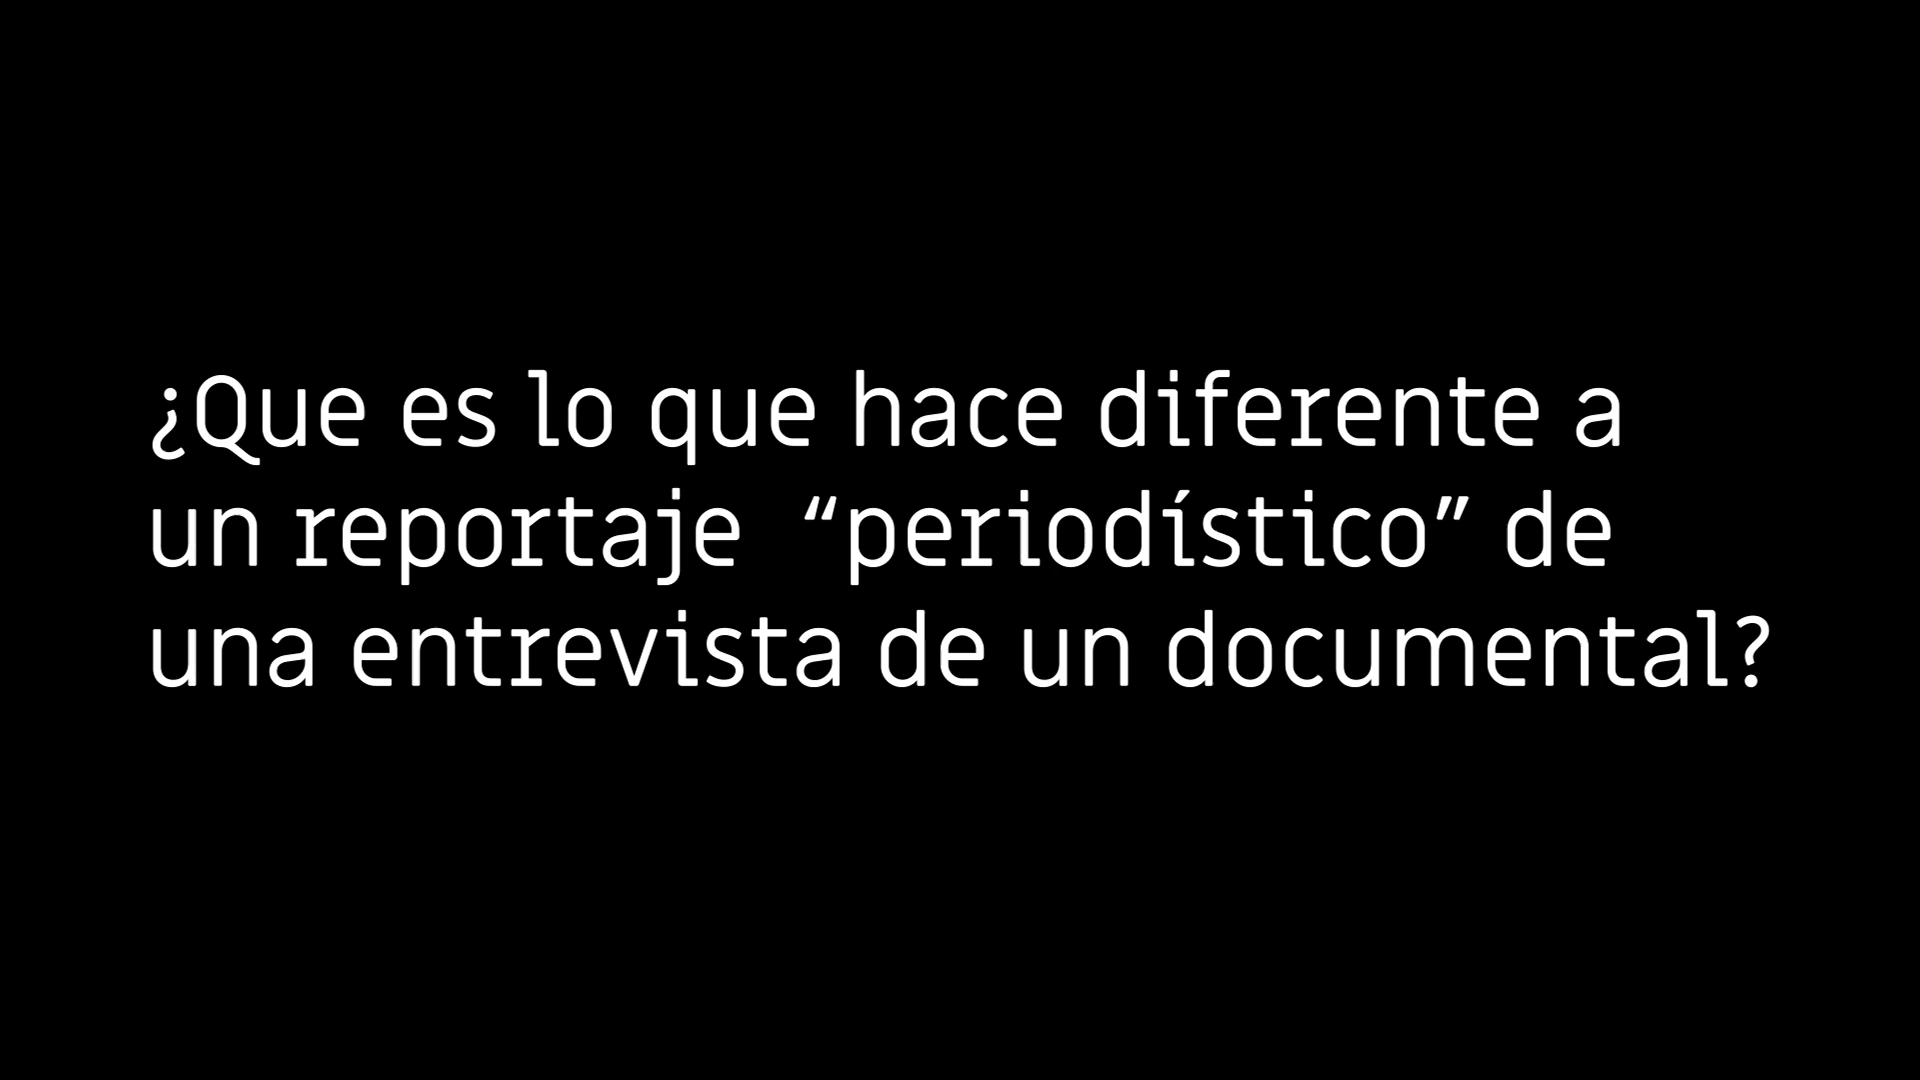 ¿Que es lo que hace diferente a
un reportaje “periodístico” de
una entrevista de un documental?